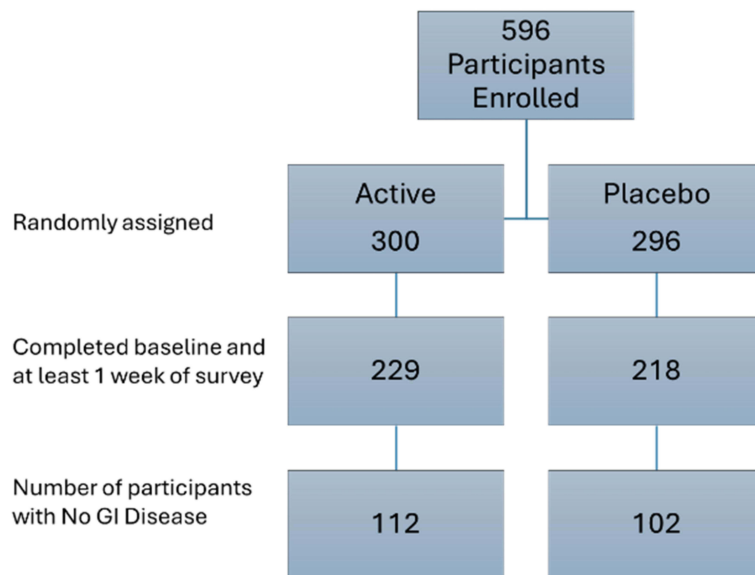 596
Participants
Enrolled
Randomly assigned
Active
300
Placebo
296
Completed baseline and
at least 1 week of survey
229
218
Number of participants
with No GI Disease
112
102